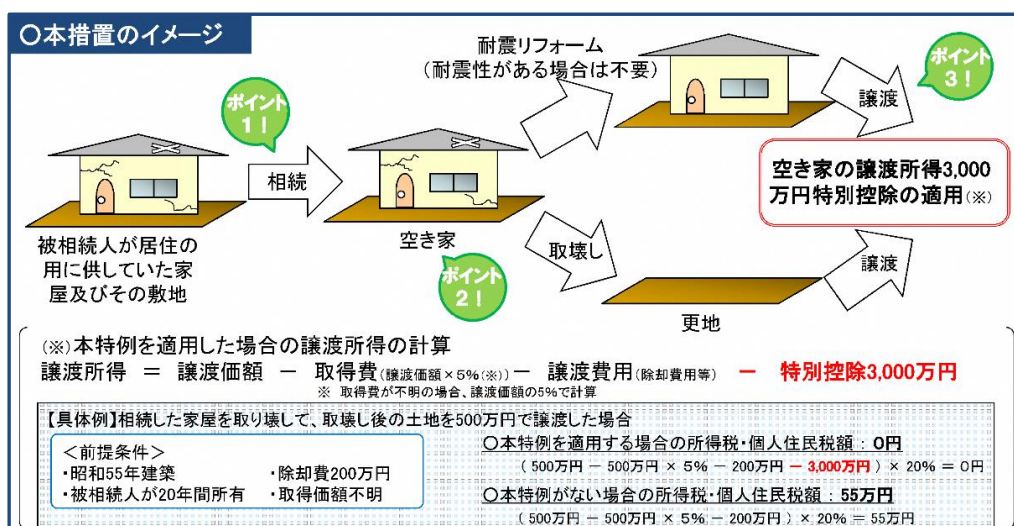 〇本措置のイメージ
耐震リフォーム
(耐震性がある場合は不要)
ポイント
1!
ポイント
3!
譲渡
相続
空き家の譲渡所得3,000
万円特別控除の適用(※)
被相続人が居住の
用に供していた家
屋及びその敷地
空き家
取壊し
ポイント
2!
譲渡
更地
(※)本特例を適用した場合の譲渡所得の計算
譲渡所得 = 譲渡価額 - 取得費(譲渡価額×5%(※))- 譲渡費用(除却費用等) - 特別控除3,000万円
※ 取得費が不明の場合、譲渡価額の5%で計算
【具体例】相続した家屋を取り壊して、取壊し後の土地を500万円で譲渡した場合
<前提条件>
・昭和55年建築 ・除却費200万円
・被相続人が20年間所有 ・取得価額不明
〇本特例を適用する場合の所得税・個人住民税額:0円
(500万円 - 500万円 × 5% - 200万円 - 3,000万円)× 20% = 0円
〇本特例がない場合の所得税・個人住民税額:55万円
(500万円 - 500万円 × 5% - 200万円)× 20% = 55万円